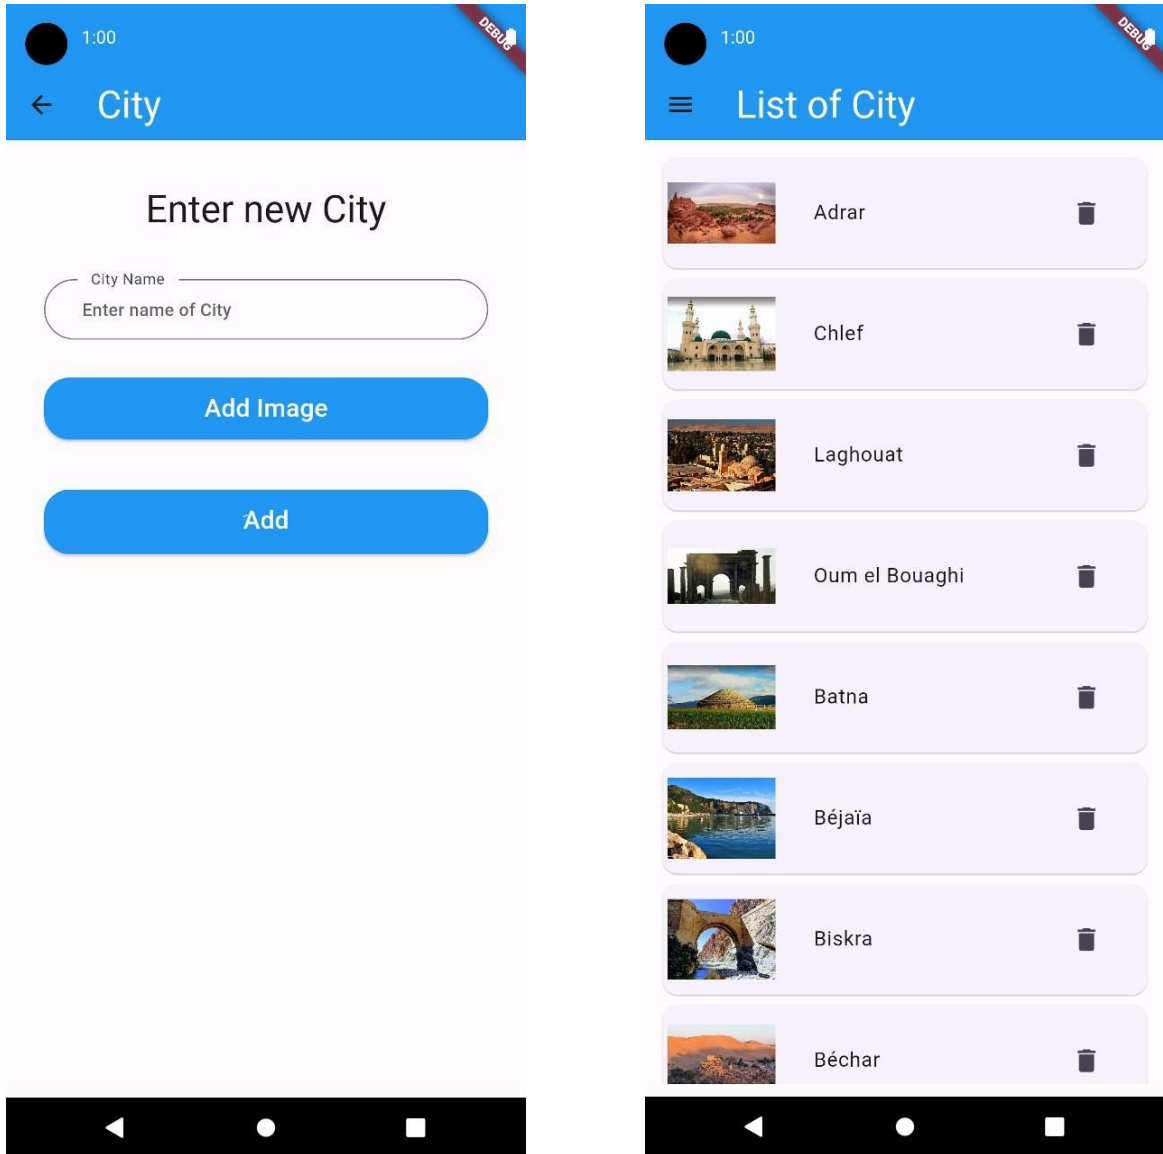 1:00
DEBUG
City
Enter new City
City Name
Enter name of City
Add Image
Add
1:00
DEBUG
List of City
Adrar
Chlef
Laghouat
Oum el Bouaghi
Batna
Béjaïa
Biskra
Béchar